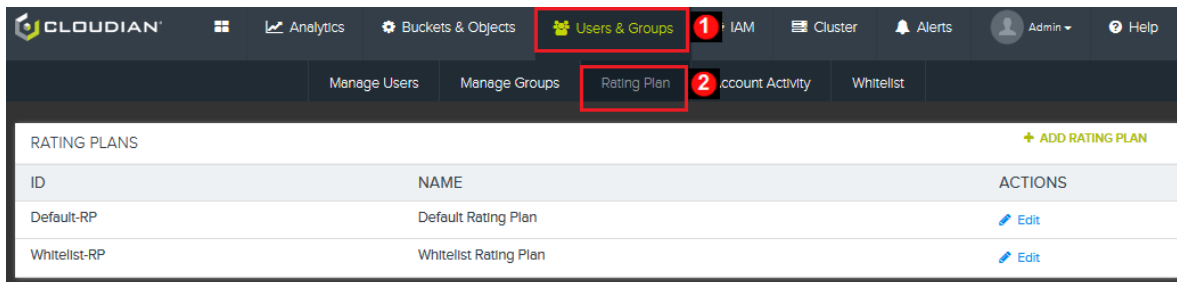 CLOUDIAN Analytics Buckets & Objects Users & Groups 1 IAM Cluster Alerts Admin Help
Manage Users Manage Groups Rating Plan 2 ccount Activity Whitelist
RATING PLANS + ADD RATING PLAN
ID NAME ACTIONS
Default-RP Default Rating Plan Edit
Whitelist-RP Whitelist Rating Plan Edit